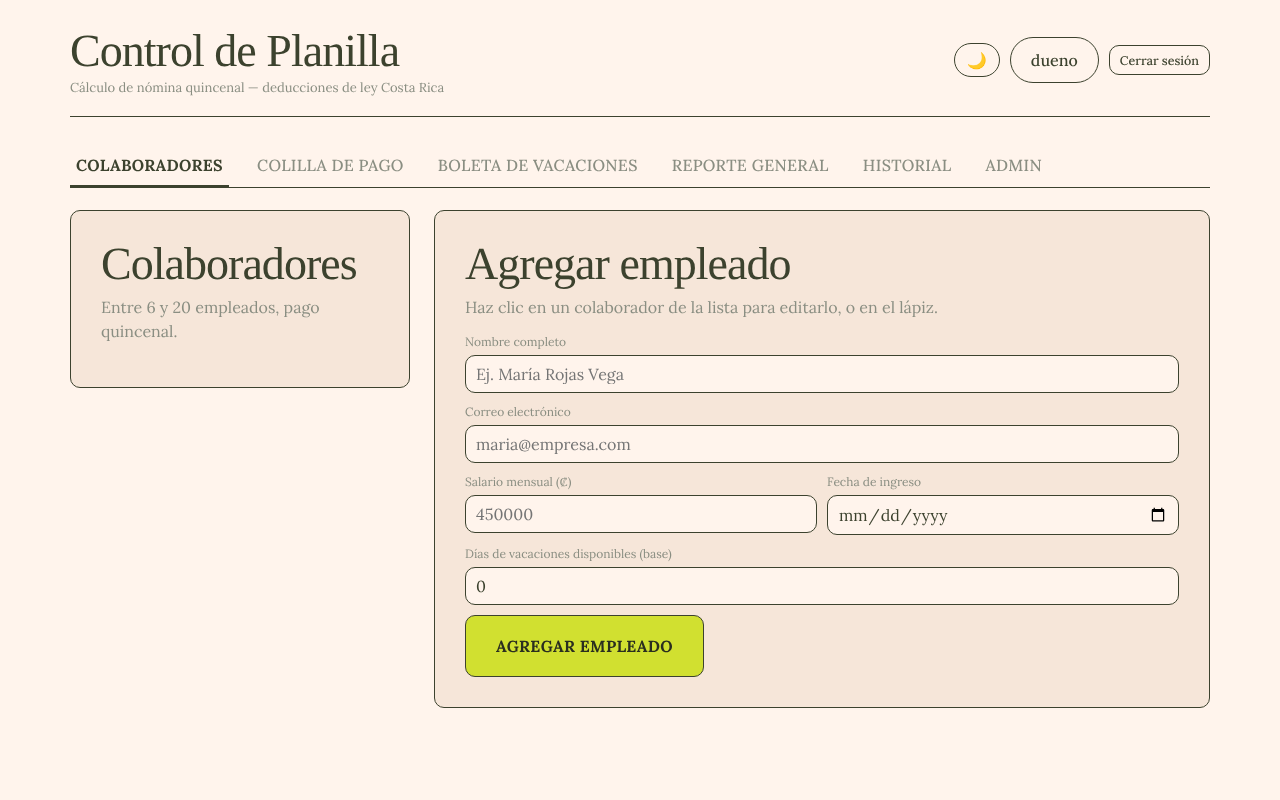 Control de Planilla
Cálculo de nómina quincenal — deducciones de ley Costa Rica
dueno
Cerrar sesión
COLABORADORES
COLILLA DE PAGO
BOLETA DE VACACIONES
REPORTE GENERAL
HISTORIAL
ADMIN
Colaboradores
Entre 6 y 20 empleados, pago
quincenal.
Agregar empleado
Haz clic en un colaborador de la lista para editarlo, o en el lápiz.
Nombre completo
Ej. María Rojas Vega
Correo electrónico
maria@empresa.com
Salario mensual (₡)
Fecha de ingreso
450000
mm/dd/yyyy
Días de vacaciones disponibles (base)
0
AGREGAR EMPLEADO